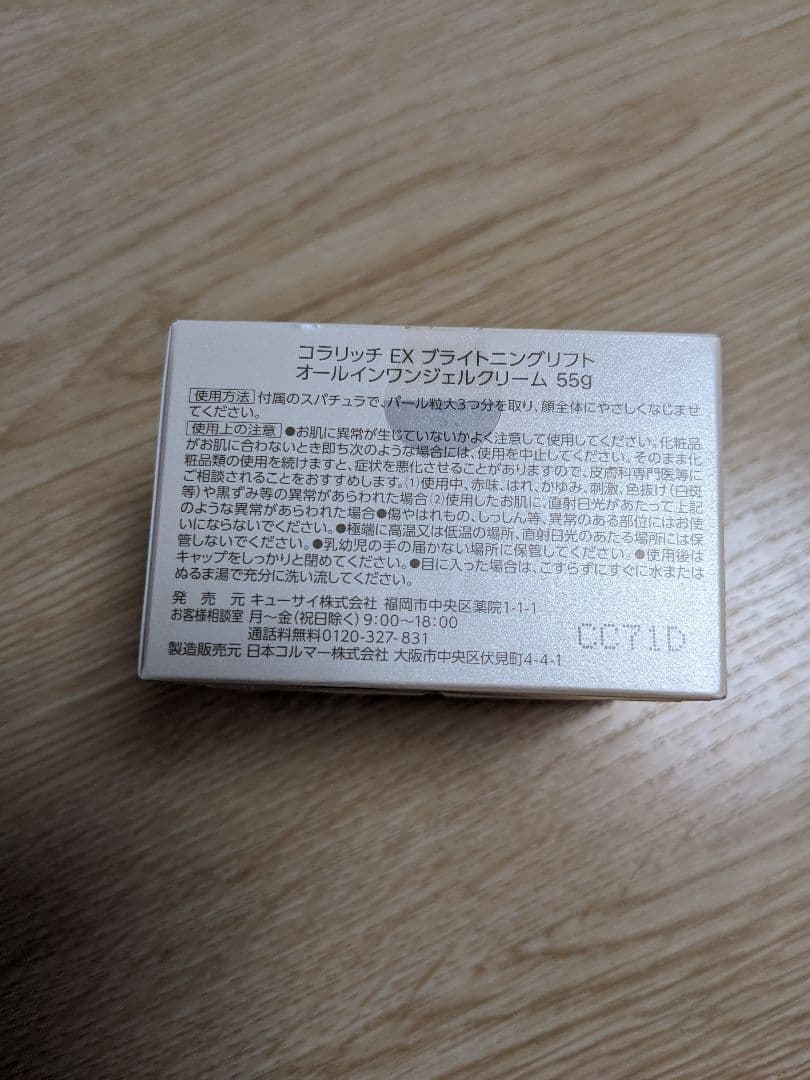 コラリッチ EX ブライトニングリフト
オールインワンジェルクリーム 55g
使用方法 付属のスパチュラで、パール粒大3つ分を取り、顔全体にやさしくなじませ
てください。
使用上の注意 ●お肌に異常が生じていないかよく注意して使用してください。化粧品
がお肌に合わないとき即ち次のような場合には、使用を中止してください。そのまま化
粧品類の使用を続けますと、症状を悪化させることがありますので、皮膚科専門医等に
ご相談されることをおすすめします。(1)使用中、赤味、はれ、かゆみ、刺激、色抜け(白斑
等)や黒ずみ等の異常があらわれた場合(2)使用したお肌に、直射日光があたって上記
のような異常があらわれた場合●傷やはれもの、しっしん等、異常のある部位にはお使
いにならないでください。●極端に高温又は低温の場所、直射日光のあたる場所には保
管しないでください。●乳幼児の手の届かない場所に保管してください。●使用後は
キャップをしっかりと閉めてください。●目に入った場合は、こすらずにすぐに水または
ぬるま湯で充分に洗い流してください。
発売元 キューサイ株式会社 福岡市中央区薬院1-1-1
お客様相談室 月〜金(祝日除く)9:00〜18:00
通話料無料0120-327-831
製造販売元 日本コルマー株式会社 大阪市中央区伏見町4-4-1
CC71D